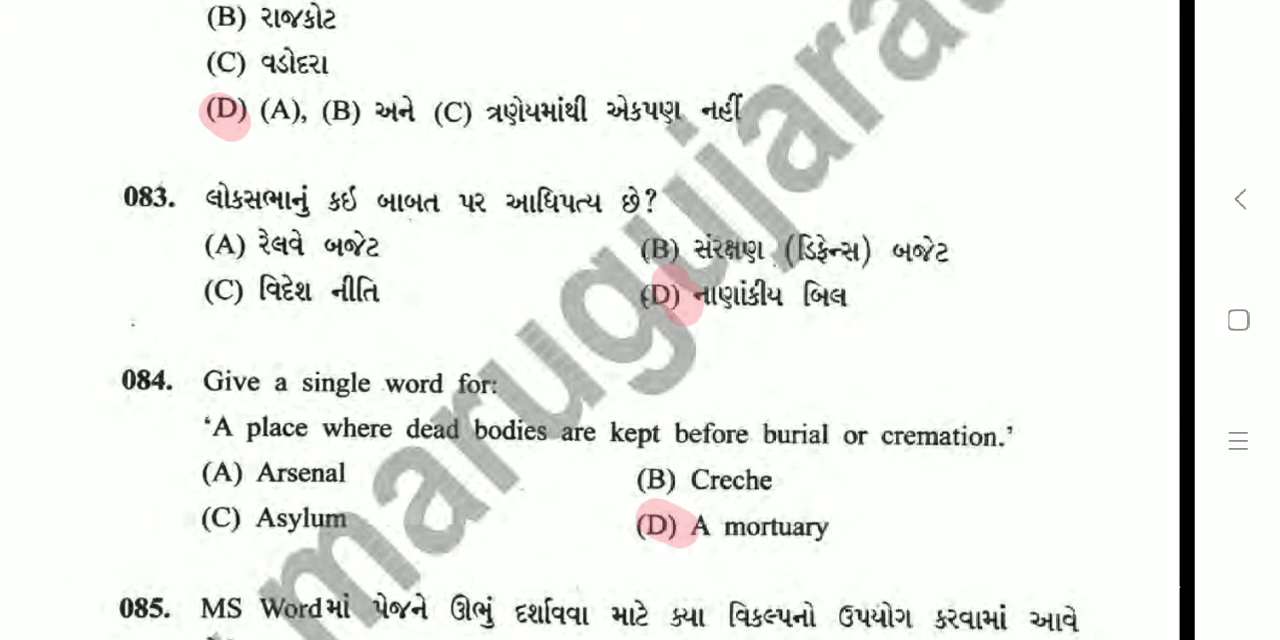 (B) રાજકોટ
(C) વડોદરા
(D) (A), (B) અને (C) ત્રણેયમાંથી એકપણ નહીં
083. લોકસભાનું કઇ બાબત પર આધિપત્ય છે?
(A) રેલવે બજેટ (B) સંરક્ષણ (ડિફેન્સ) બજેટ
(C) વિદેશ નીતિ (D) નાણાંકીય બિલ
084. Give a single word for:
‘A place where dead bodies are kept before burial or cremation.’
(A) Arsenal (B) Creche
(C) Asylum (D) A mortuary
085. MS Wordમાં પેજને ઊભું દર્શાવવા માટે ક્યા વિકલ્પનો ઉપયોગ કરવામાં આવે
marugujara